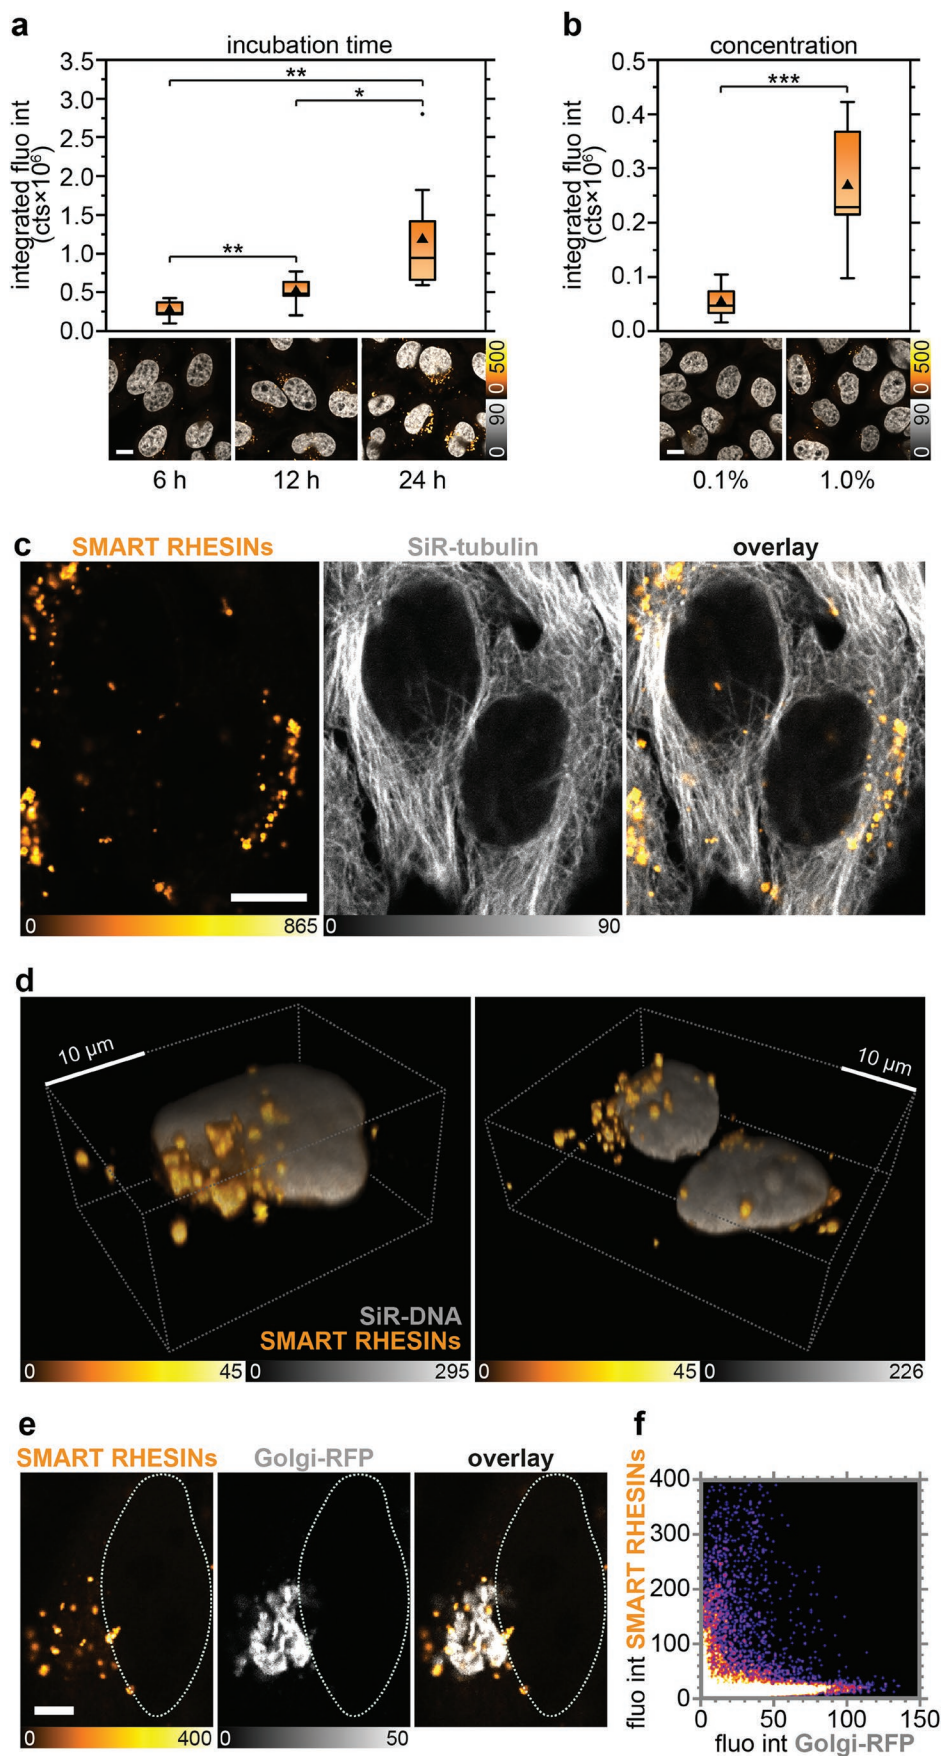 a
incubation time
integrated fluo int
(cts×10⁶)
3.5
3.0
2.5
2.0
1.5
1.0
0.5
0.0
**
*
**
0 90
0 500
6 h 12 h 24 h
b
concentration
integrated fluo int
(cts×10⁶)
0.5
0.4
0.3
0.2
0.1
0.0
***
0 90
0 500
0.1% 1.0%
c
SMART RHESINs SiR-tubulin overlay
0 865 0 90
d
10 µm
10 µm
SiR-DNA
SMART RHESINs
0 45 0 295 0 45 0 226
e
SMART RHESINs Golgi-RFP overlay
0 400 0 50
f
fluo int SMART RHESINs
400
300
200
100
0
0 50 100 150
fluo int Golgi-RFP